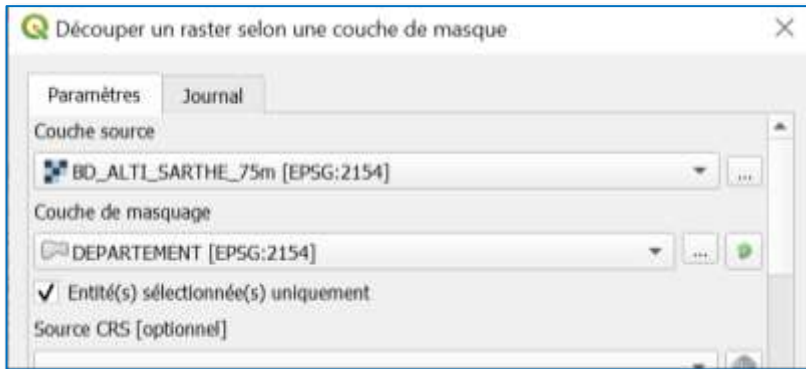 Découper un raster selon une couche de masque
Paramètres Journal
Couche source
BD_ALTI_SARTHE_75m [EPSG:2154]
...
Couche de masquage
DEPARTEMENT [EPSG:2154]
...
Entité(s) sélectionnée(s) uniquement
Source CRS [optionnel]